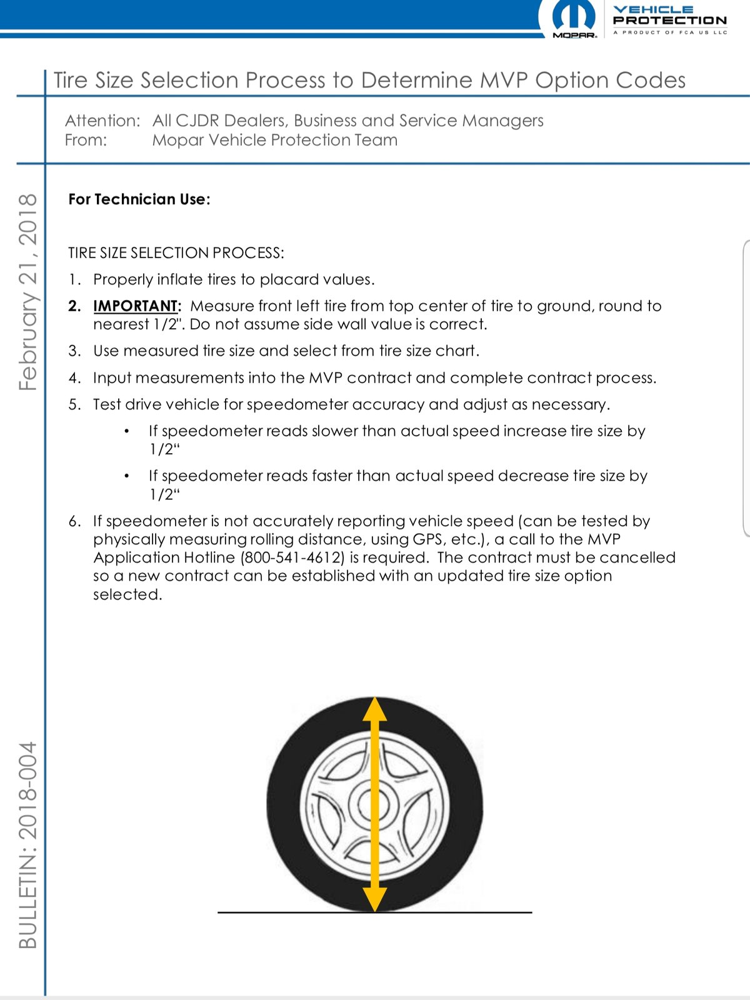 MOPAR®
VEHICLE
PROTECTION
A PRODUCT OF FCA US LLC
Tire Size Selection Process to Determine MVP Option Codes
Attention: All CJDR Dealers, Business and Service Managers
From: Mopar Vehicle Protection Team
February 21, 2018
For Technician Use:
TIRE SIZE SELECTION PROCESS:
1. Properly inflate tires to placard values.
2. IMPORTANT: Measure front left tire from top center of tire to ground, round to
nearest 1/2". Do not assume side wall value is correct.
3. Use measured tire size and select from tire size chart.
4. Input measurements into the MVP contract and complete contract process.
5. Test drive vehicle for speedometer accuracy and adjust as necessary.
• If speedometer reads slower than actual speed increase tire size by
1/2“
• If speedometer reads faster than actual speed decrease tire size by
1/2“
6. If speedometer is not accurately reporting vehicle speed (can be tested by
physically measuring rolling distance, using GPS, etc.), a call to the MVP
Application Hotline (800-541-4612) is required. The contract must be cancelled
so a new contract can be established with an updated tire size option
selected.
BULLETIN: 2018-004